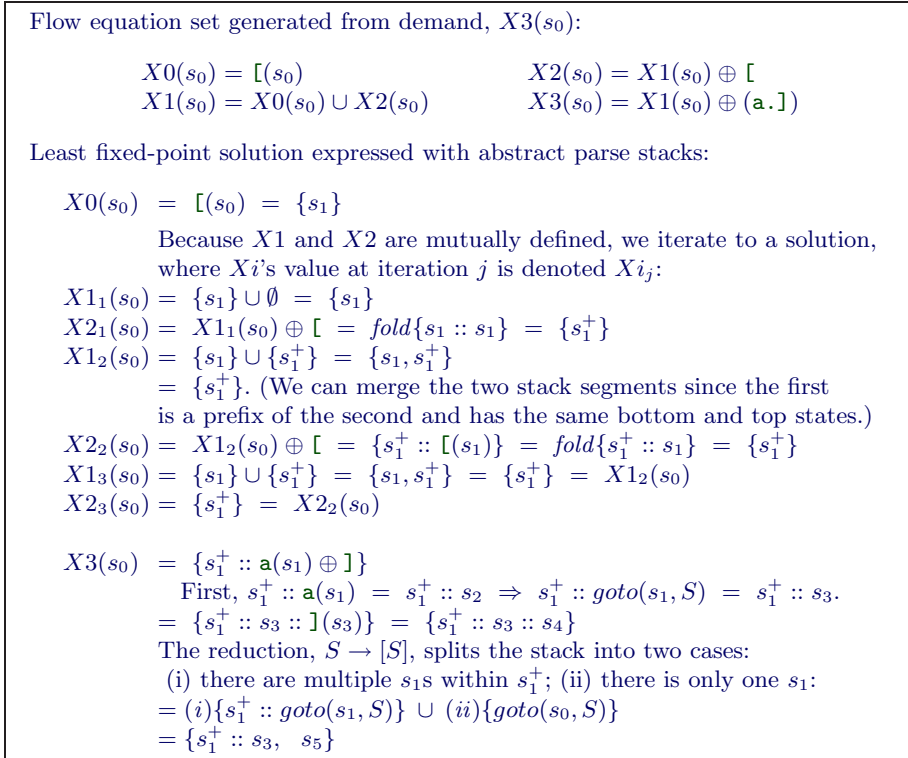 Flow equation set generated from demand, X3(s₀):
X0(s₀) = [(s₀)    X2(s₀) = X1(s₀) ⊕ [
X1(s₀) = X0(s₀) ∪ X2(s₀)    X3(s₀) = X1(s₀) ⊕ (a.])
Least fixed-point solution expressed with abstract parse stacks:
X0(s₀) = [(s₀) = {s₁}
Because X1 and X2 are mutually defined, we iterate to a solution,
where Xi's value at iteration j is denoted Xiⱼ:
X1₁(s₀) = {s₁} ∪ ∅ = {s₁}
X2₁(s₀) = X1₁(s₀) ⊕ [ = fold{s₁ :: s₁} = {s₁⁺}
X1₂(s₀) = {s₁} ∪ {s₁⁺} = {s₁, s₁⁺}
= {s₁⁺}. (We can merge the two stack segments since the first
is a prefix of the second and has the same bottom and top states.)
X2₂(s₀) = X1₂(s₀) ⊕ [ = {s₁⁺ :: [(s₁)} = fold{s₁⁺ :: s₁} = {s₁⁺}
X1₃(s₀) = {s₁} ∪ {s₁⁺} = {s₁, s₁⁺} = {s₁⁺} = X1₂(s₀)
X2₃(s₀) = {s₁⁺} = X2₂(s₀)
X3(s₀) = {s₁⁺ :: a(s₁) ⊕ ]}
First, s₁⁺ :: a(s₁) = s₁⁺ :: s₂ ⇒ s₁⁺ :: goto(s₁, S) = s₁⁺ :: s₃.
= {s₁⁺ :: s₃ :: ](s₃)} = {s₁⁺ :: s₃ :: s₄}
The reduction, S → [S], splits the stack into two cases:
(i) there are multiple s₁s within s₁⁺; (ii) there is only one s₁:
= (i){s₁⁺ :: goto(s₁, S)} ∪ (ii){goto(s₀, S)}
= {s₁⁺ :: s₃, s₅}